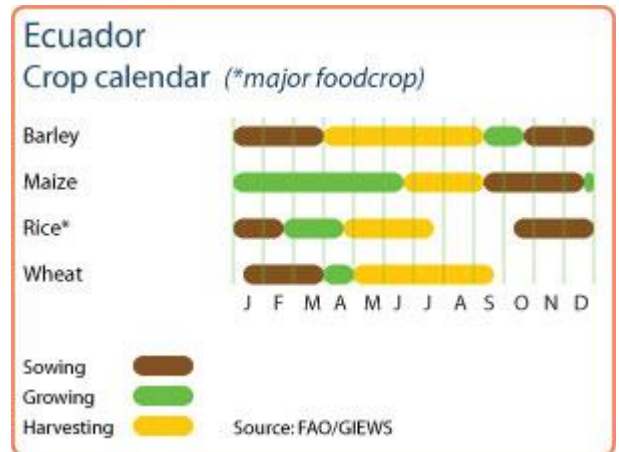 Ecuador
Crop calendar (*major foodcrop)
Barley
Maize
Rice*
Wheat
J F M A M J J A S O N D
Sowing
Growing
Harvesting Source: FAO/GIEWS